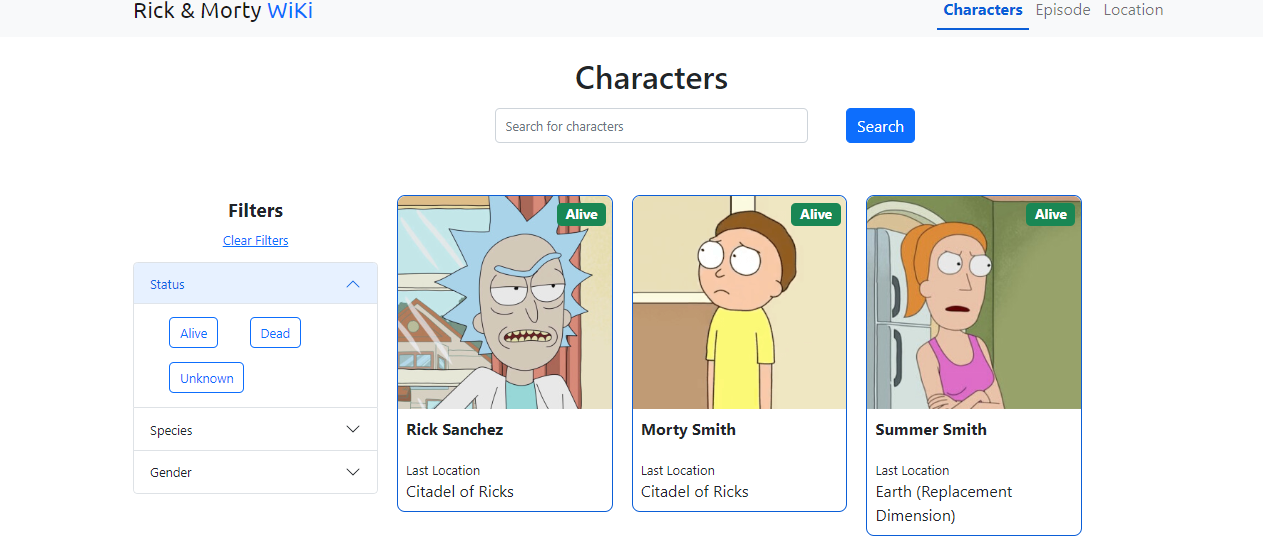 Rick & Morty WiKi
Characters Episode Location
Characters
Search for characters
Search
Filters
Clear Filters
Status
Alive
Dead
Unknown
Species
Gender
Alive
Rick Sanchez
Last Location
Citadel of Ricks
Alive
Morty Smith
Last Location
Citadel of Ricks
Alive
Summer Smith
Last Location
Earth (Replacement
Dimension)